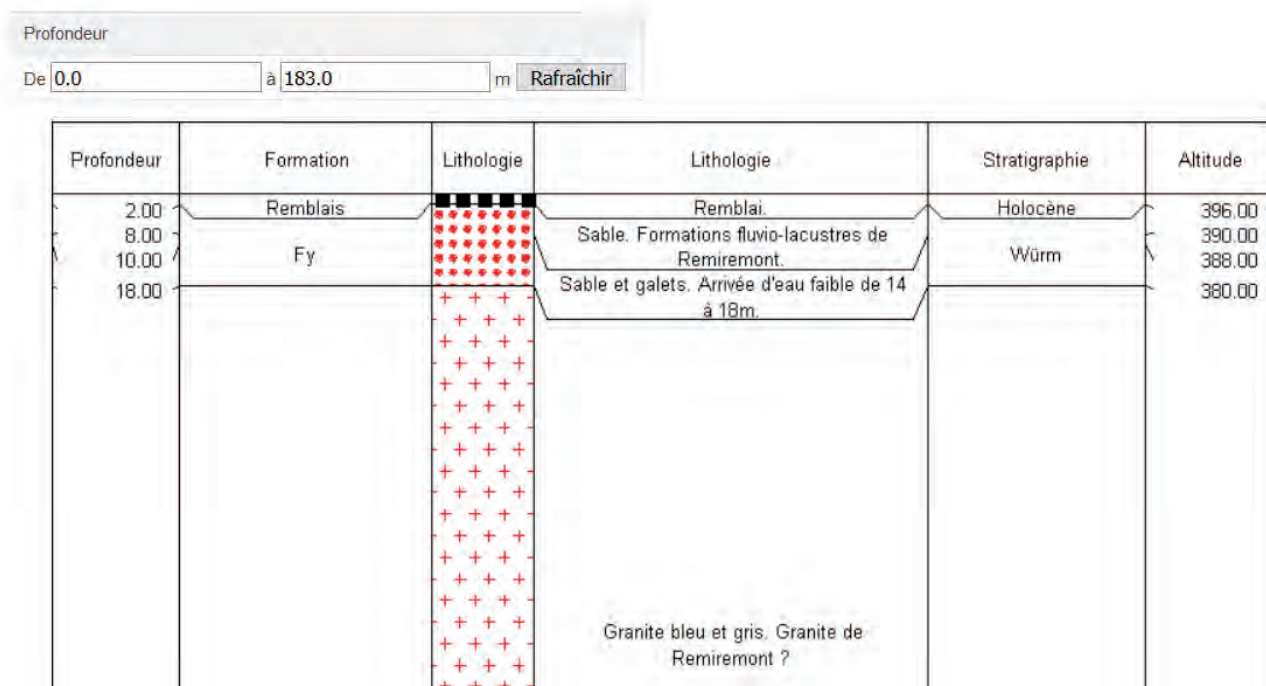 Profondeur
De 0.0 à 183.0 m Rafraîchir
Profondeur Formation Lithologie Lithologie Stratigraphie Altitude
2.00 Remblais Remblai. Holocène 396.00
8.00 Sable. Formations fluvio-lacustres de 390.00
10.00 Fy Remiremont. Würm 388.00
18.00 Sable et galets. Arrivée d'eau faible de 14 380.00
à 18m.
Granite bleu et gris. Granite de
Remiremont ?